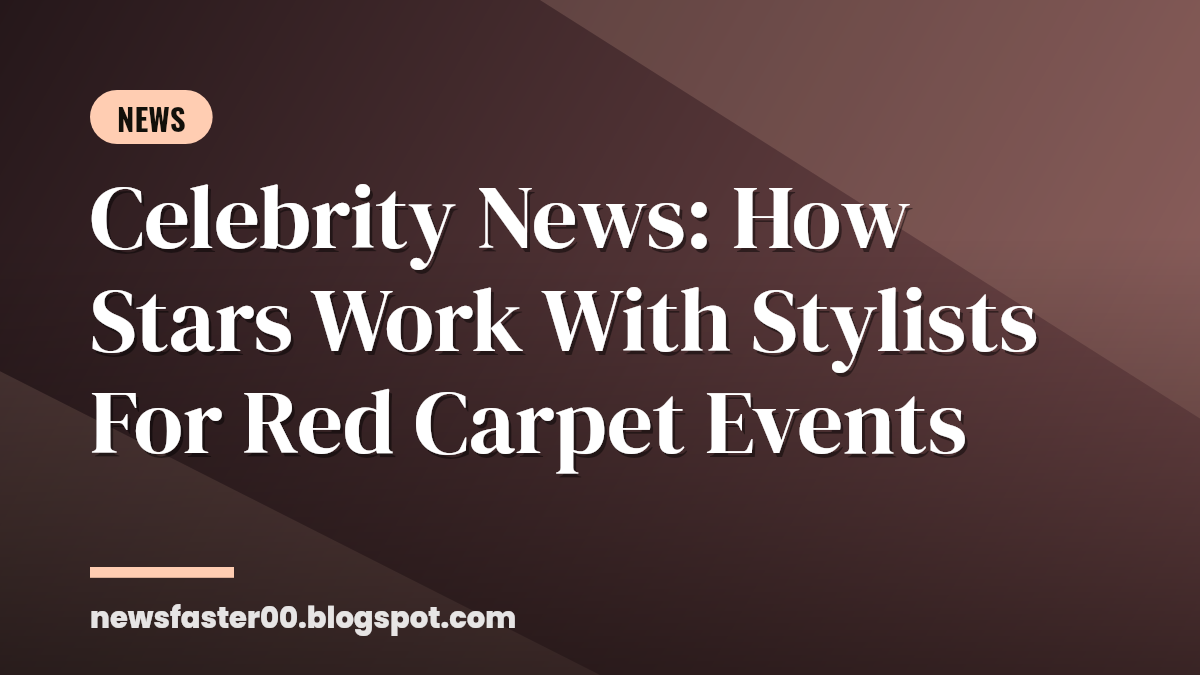 NEWS
Celebrity News: How
Stars Work With Stylists
For Red Carpet Events
newsfaster00.blogspot.com